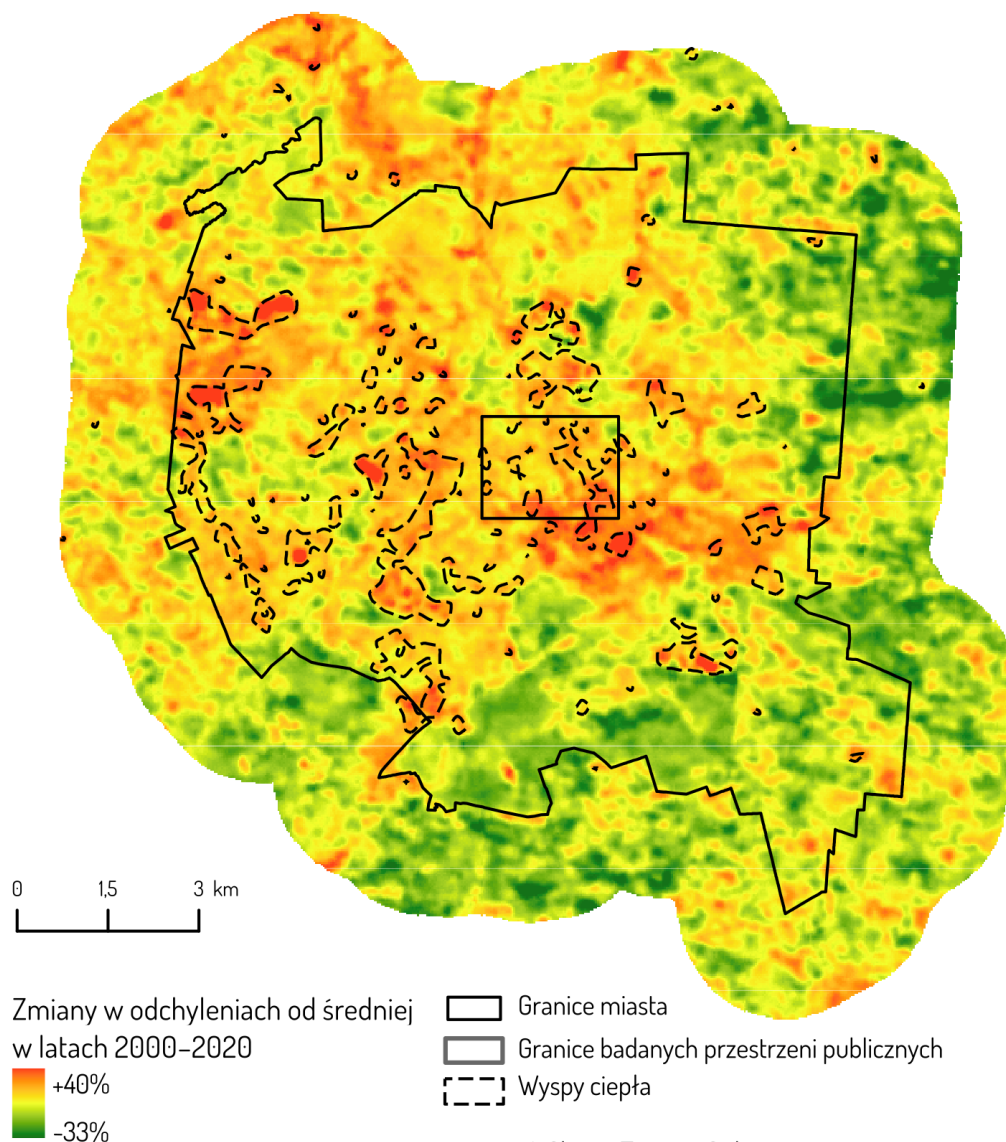 0 1,5 3 km
Zmiany w odchyleniach od średniej
w latach 2000–2020
+40%
-33%
Granice miasta
Granice badanych przestrzeni publicznych
Wyspy ciepła